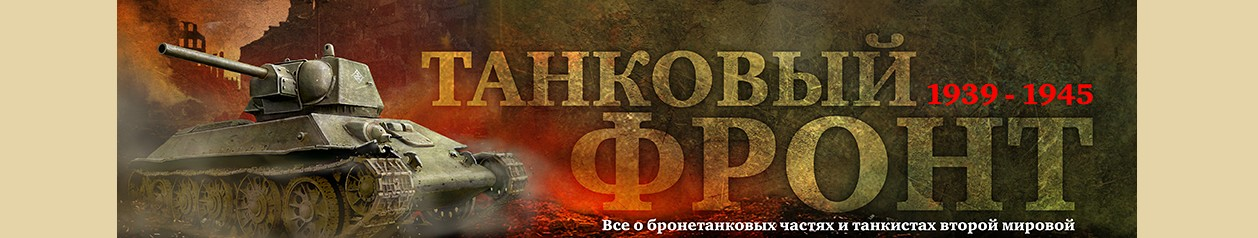 ТАНКОВЫЙ
1939 - 1945
ФРОНТ
Все о бронетанковых частях и танкистах второй мировой